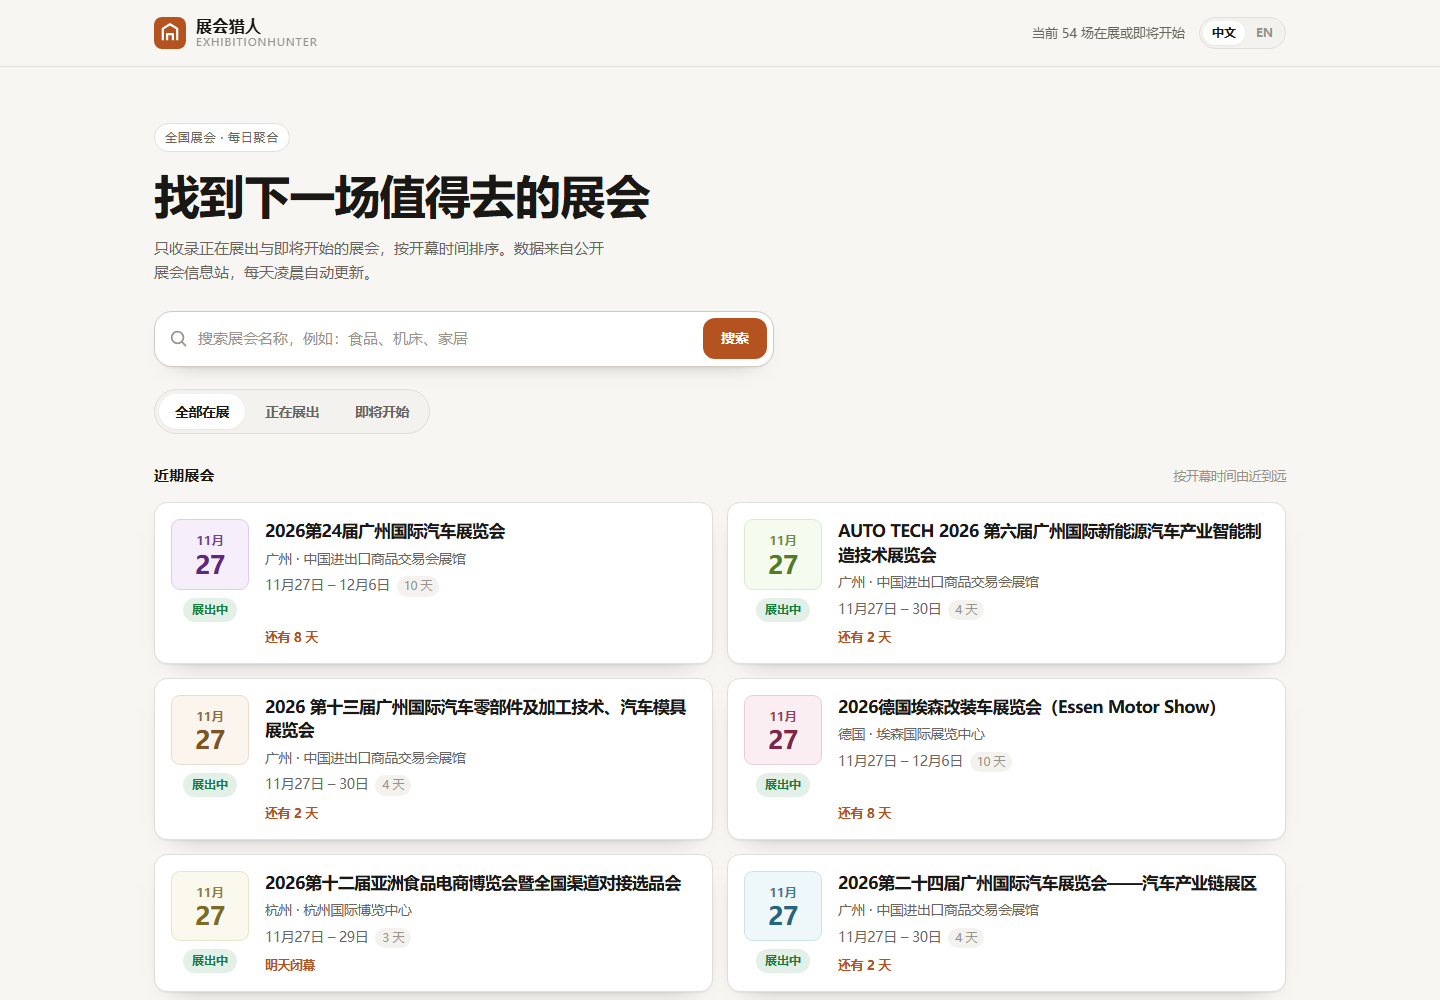 展会猎人
EXHIBITIONHUNTER
当前 54 场在展或即将开始
中文
EN
全国展会 · 每日聚合
找到下一场值得去的展会
只收录正在展出与即将开始的展会，按开幕时间排序。数据来自公开
展会信息站，每天凌晨自动更新。
搜索展会名称，例如：食品、机床、家居
搜索
全部在展
正在展出
即将开始
近期展会
按开幕时间由近到远
11月
27
展出中
2026第24届广州国际汽车展览会
广州 · 中国进出口商品交易会展馆
11月27日 – 12月6日 10 天
还有 8 天
11月
27
展出中
AUTO TECH 2026 第六届广州国际新能源汽车产业智能制
造技术展览会
广州 · 中国进出口商品交易会展馆
11月27日 – 30日 4 天
还有 2 天
11月
27
展出中
2026 第十三届广州国际汽车零部件及加工技术、汽车模具
展览会
广州 · 中国进出口商品交易会展馆
11月27日 – 30日 4 天
还有 2 天
11月
27
展出中
2026德国埃森改装车展览会（Essen Motor Show）
德国 · 埃森国际展览中心
11月27日 – 12月6日 10 天
还有 8 天
11月
27
展出中
2026第十二届亚洲食品电商博览会暨全国渠道对接选品会
杭州 · 杭州国际博览中心
11月27日 – 29日 3 天
明天闭幕
11月
27
展出中
2026第二十四届广州国际汽车展览会——汽车产业链展区
广州 · 中国进出口商品交易会展馆
11月27日 – 30日 4 天
还有 2 天